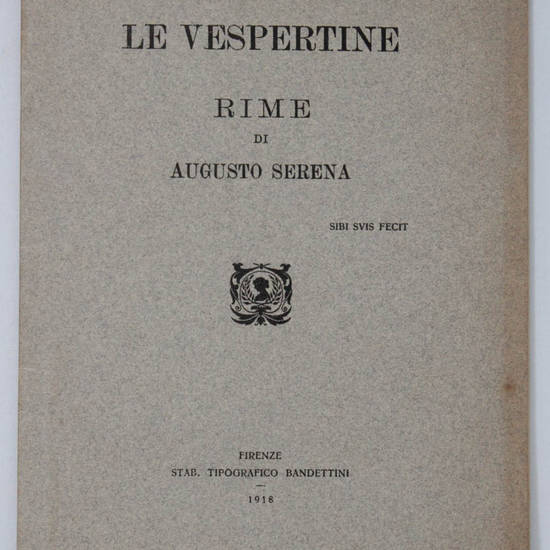 LE VESPERTINE
RIME
DI
AUGUSTO SERENA
SIBI SVIS FECIT
FIRENZE
STAB. TIPOGRAFICO BANDETTINI
1918